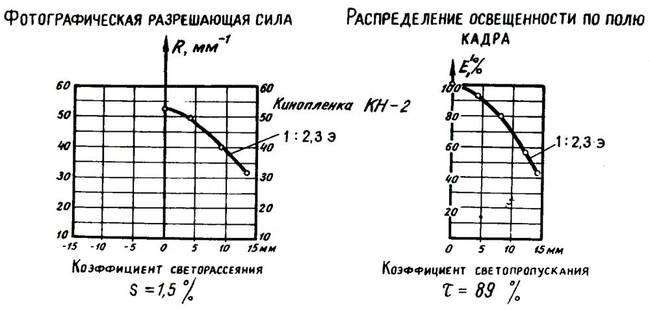 ФОТОГРАФИЧЕСКАЯ РАЗРЕШАЮЩАЯ СИЛА
R, мм⁻¹
60 60
50 50
40 40
30 30
20 20
10 10
-15 -10 -5 0 5 10 15 мм
Кинопленка КН-2
1:2,3 Э
КОЭФФИЦИЕНТ СВЕТОРАССЕЯНИЯ
S = 1,5 %
РАСПРЕДЕЛЕНИЕ ОСВЕЩЕННОСТИ ПО ПОЛЮ
КАДРА
E, %
100
80
60
40
20
0 5 10 15 мм
1:2,3 Э
КОЭФФИЦИЕНТ СВЕТОПРОПУСКАНИЯ
τ = 89 %